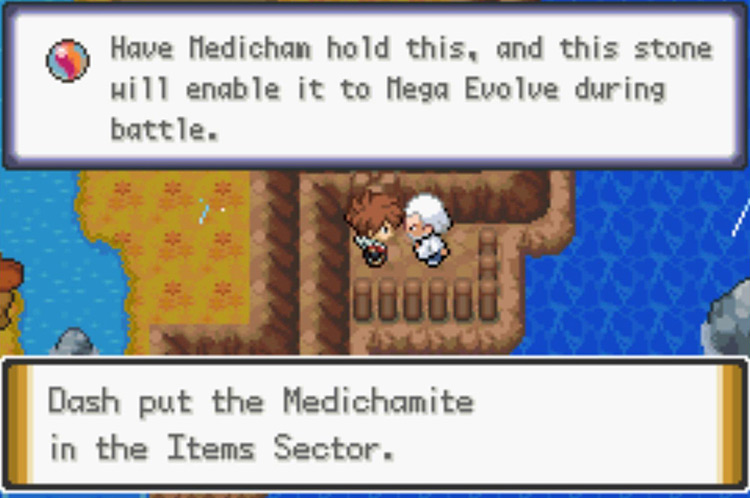 Have Medicham hold this, and this stone
will enable it to Mega Evolve during
battle.
Dash put the Medichamite
in the Items Sector.